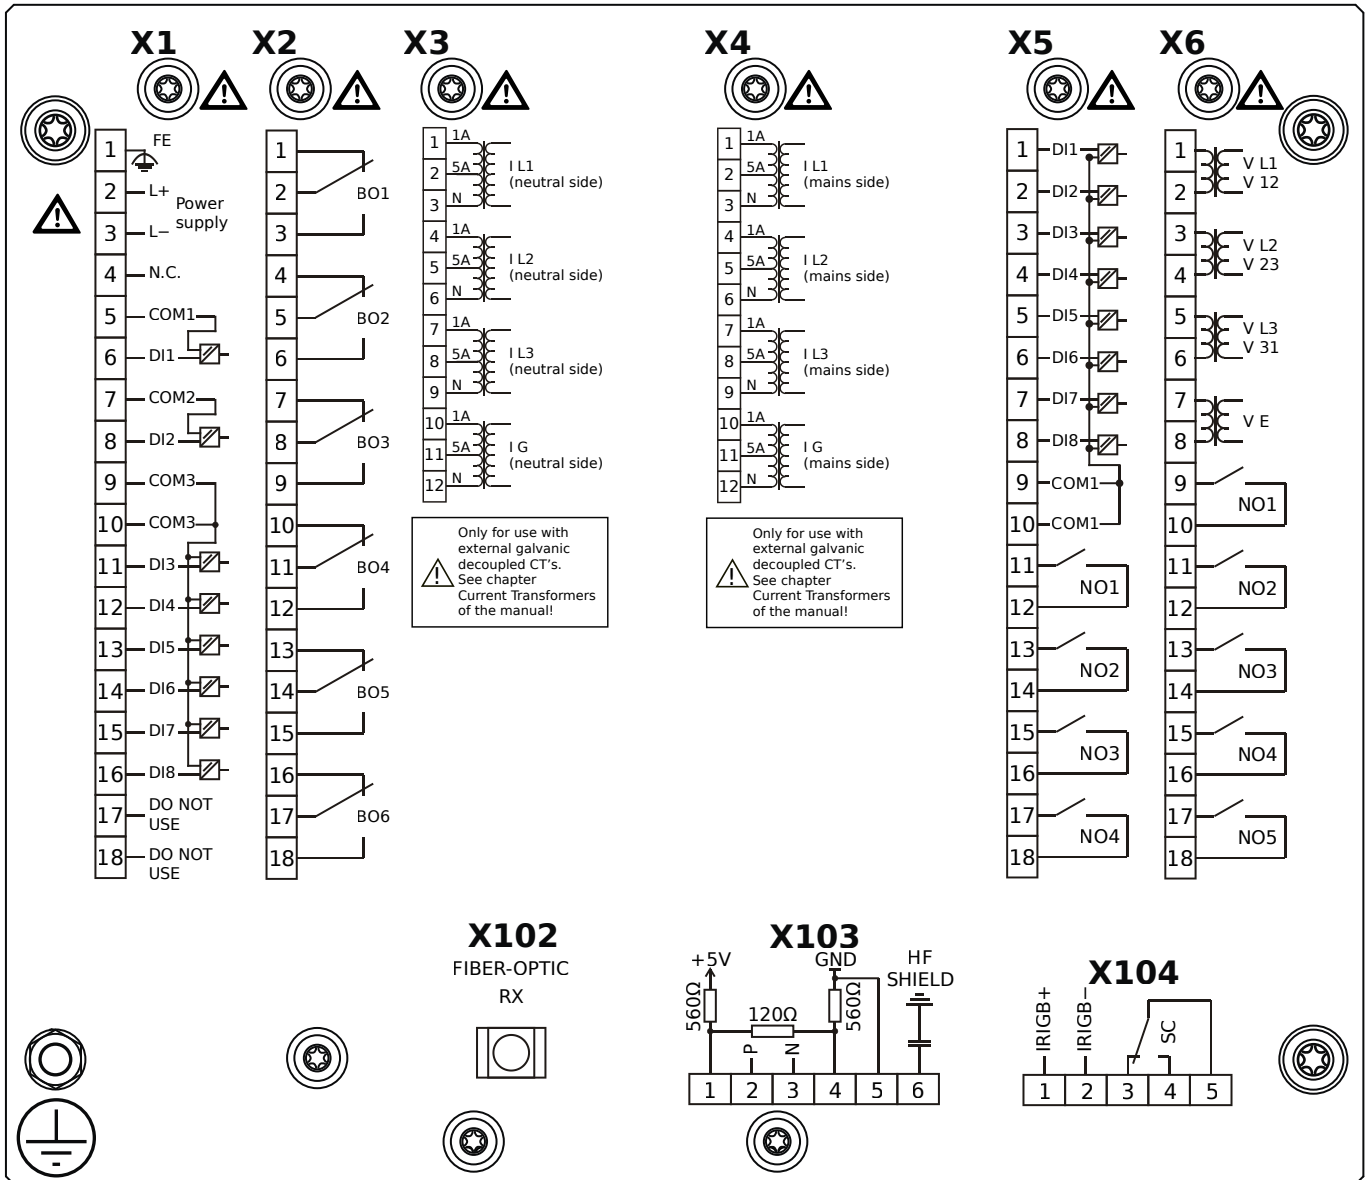 X1
X2
X3
X4
X5
X6
1
FE
2
L+
Power
supply
3
L−
4
N.C.
5
COM1
6
DI1
7
COM2
8
DI2
9
COM3
10
COM3
11
DI3
12
DI4
13
DI5
14
DI6
15
DI7
16
DI8
17
DO NOT
USE
18
DO NOT
USE
1
2
BO1
3
4
5
BO2
6
7
8
BO3
9
10
11
BO4
12
13
14
BO5
15
16
17
BO6
18
1
1A
2
5A
3
N
I L1
(neutral side)
4
1A
5
5A
6
N
I L2
(neutral side)
7
1A
8
5A
9
N
I L3
(neutral side)
10
1A
11
5A
12
N
I G
(neutral side)
Only for use with
external galvanic
decoupled CT's.
See chapter
Current Transformers
of the manual!
1
1A
2
5A
3
N
I L1
(mains side)
4
1A
5
5A
6
N
I L2
(mains side)
7
1A
8
5A
9
N
I L3
(mains side)
10
1A
11
5A
12
N
I G
(mains side)
Only for use with
external galvanic
decoupled CT's.
See chapter
Current Transformers
of the manual!
1
DI1
2
DI2
3
DI3
4
DI4
5
DI5
6
DI6
7
DI7
8
DI8
9
COM1
10
COM1
11
NO1
12
13
NO2
14
15
NO3
16
17
NO4
18
1
V L1
2
V 12
3
V L2
4
V 23
5
V L3
6
V 31
7
V E
8
9
NO1
10
11
NO2
12
13
NO3
14
15
NO4
16
17
NO5
18
X102
FIBER-OPTIC
RX
X103
+5V
GND
HF
SHIELD
560Ω
120Ω
560Ω
P
N
1 2 3 4 5 6
X104
IRIGB+
IRIGB−
SC
1 2 3 4 5